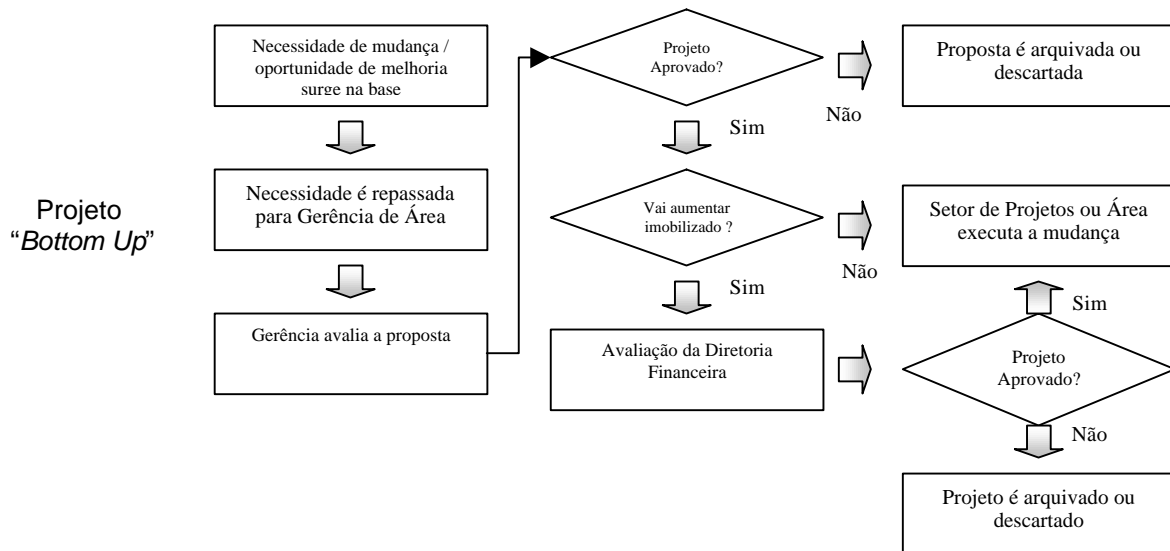 Projeto
“Bottom Up”
Necessidade de mudança /
oportunidade de melhoria
surge na base
Necessidade é repassada
para Gerência de Área
Gerência avalia a proposta
Projeto
Aprovado?
Não
Proposta é arquivada ou
descartada
Sim
Vai aumentar
imobilizado ?
Não
Setor de Projetos ou Área
executa a mudança
Sim
Avaliação da Diretoria
Financeira
Projeto
Aprovado?
Sim
Não
Projeto é arquivado ou
descartado